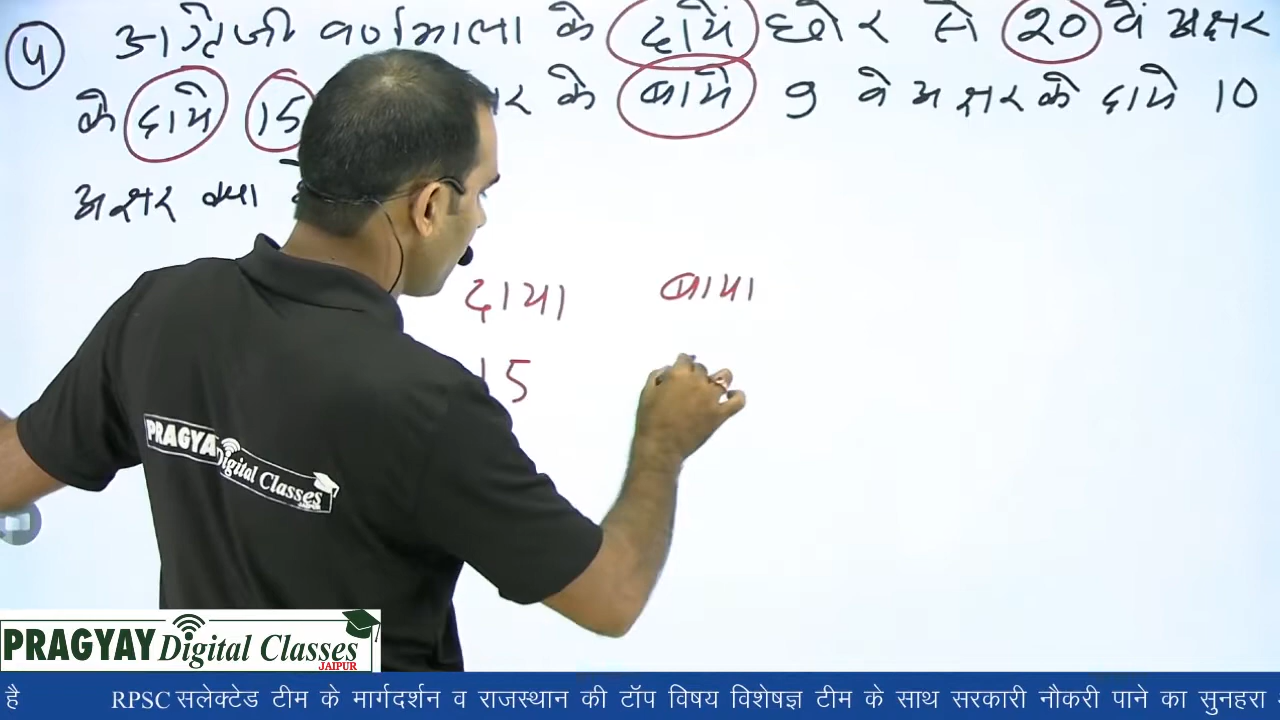 ५ अंग्रेजी वर्णमाला के दायें छोर से 20 वें अक्षर
के दायें 15 र के बायें 9 वे अक्षर के दायें 10
अक्षर क्या
दाया बाया
15
PRAGYAY Digital Classes
PRAGYAY Digital Classes
JAIPUR
है RPSC सलेक्टेड टीम के मार्गदर्शन व राजस्थान की टॉप विषय विशेषज्ञ टीम के साथ सरकारी नौकरी पाने का सुनहरा